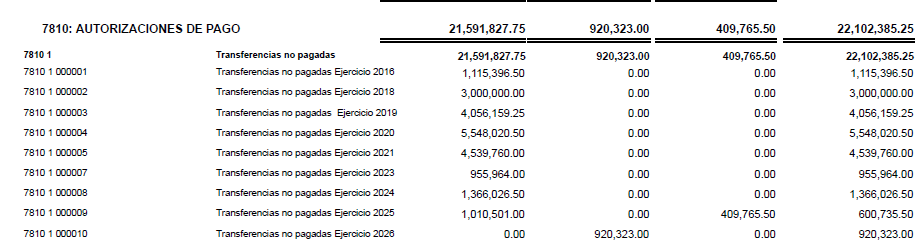 7810: AUTORIZACIONES DE PAGO 21,591,827.75 920,323.00 409,765.50 22,102,385.25
7810 1 Transferencias no pagadas 21,591,827.75 920,323.00 409,765.50 22,102,385.25
7810 1 000001 Transferencias no pagadas Ejercicio 2016 1,115,396.50 0.00 0.00 1,115,396.50
7810 1 000002 Transferencias no pagadas Ejercicio 2018 3,000,000.00 0.00 0.00 3,000,000.00
7810 1 000003 Transferencias no pagadas Ejercicio 2019 4,056,159.25 0.00 0.00 4,056,159.25
7810 1 000004 Transferencias no pagadas Ejercicio 2020 5,548,020.50 0.00 0.00 5,548,020.50
7810 1 000005 Transferencias no pagadas Ejercicio 2021 4,539,760.00 0.00 0.00 4,539,760.00
7810 1 000007 Transferencias no pagadas Ejercicio 2023 955,964.00 0.00 0.00 955,964.00
7810 1 000008 Transferencias no pagadas Ejercicio 2024 1,366,026.50 0.00 0.00 1,366,026.50
7810 1 000009 Transferencias no pagadas Ejercicio 2025 1,010,501.00 0.00 409,765.50 600,735.50
7810 1 000010 Transferencias no pagadas Ejercicio 2026 0.00 920,323.00 0.00 920,323.00